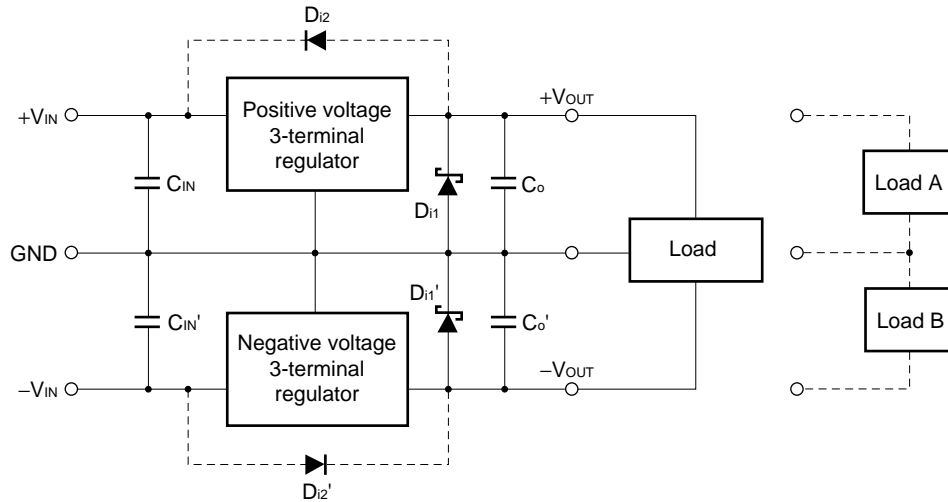 Di2
Positive voltage
3-terminal
regulator
+VIN
+VOUT
CIN
Di1
Co
Load A
GND
Load
CIN'
Di1'
Co'
Negative voltage
3-terminal
regulator
Load B
−VIN
−VOUT
Di2'